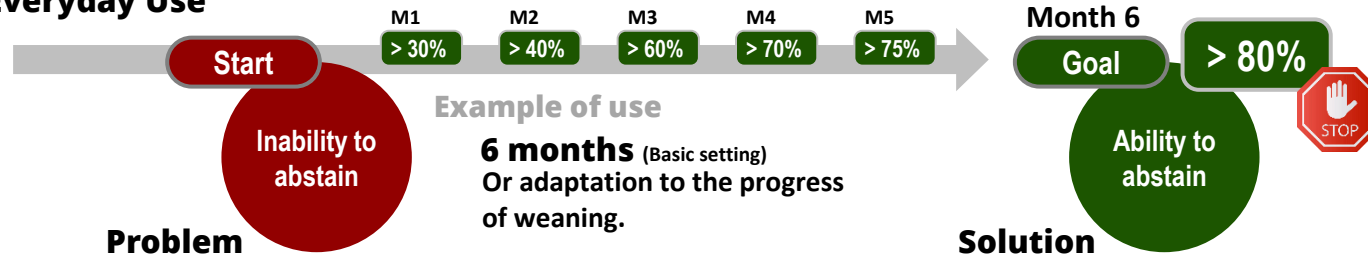 Everyday Use
M1 M2 M3 M4 M5 Month 6
Start > 30% > 40% > 60% > 70% > 75% Goal > 80%
STOP
Example of use
Inability to
abstain
6 months (Basic setting)
Or adaptation to the progress
of weaning.
Ability to
abstain
Problem
Solution